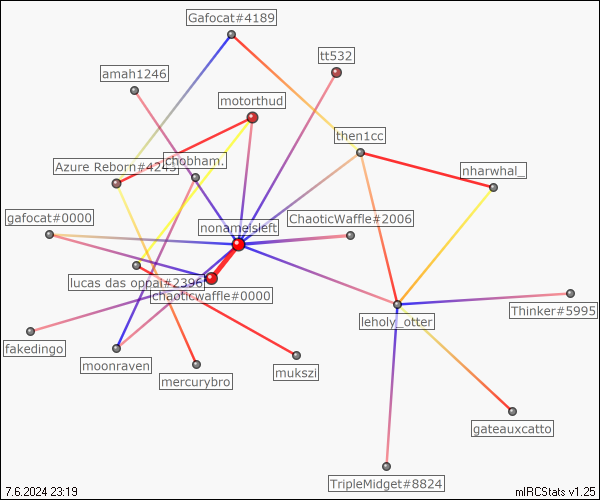 Gafocat#4189
tt532
amah1246
motorthud
then1cc
chobham.
Azure Reborn#4243
nharwhal_
gafocat#0000
nonameisleft
ChaoticWaffle#2006
lucas das oppai#2396
chaoticwaffle#0000
Thinker#5995
leholy_otter
fakedingo
moonraven
mukszi
mercurybro
gateauxcatto
TripleMidget#8824
7.6.2024 23:19
mIRCStats v1.25